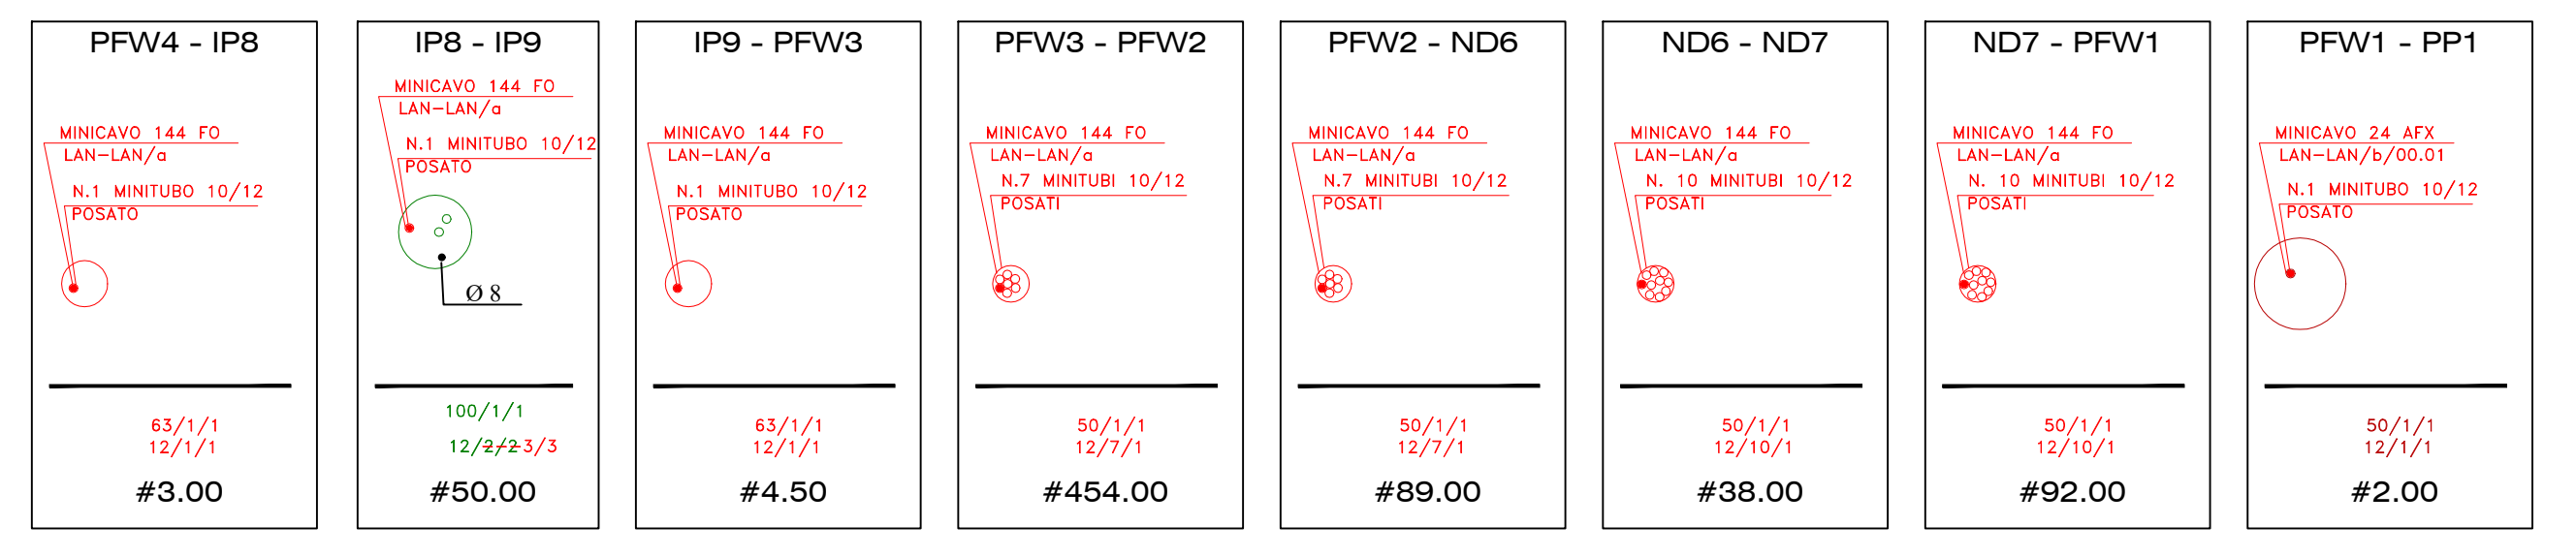 PFW4 - IP8
MINICAVO 144 FO
LAN-LAN/a
N.1 MINITUBO 10/12
POSATO
63/1/1
12/1/1
#3.00
IP8 - IP9
MINICAVO 144 FO
LAN-LAN/a
N.1 MINITUBO 10/12
POSATO
Ø 8
100/1/1
12/2/2 3/3
#50.00
IP9 - PFW3
MINICAVO 144 FO
LAN-LAN/a
N.1 MINITUBO 10/12
POSATO
63/1/1
12/1/1
#4.50
PFW3 - PFW2
MINICAVO 144 FO
LAN-LAN/a
N.7 MINITUBI 10/12
POSATI
50/1/1
12/7/1
#454.00
PFW2 - ND6
MINICAVO 144 FO
LAN-LAN/a
N.7 MINITUBI 10/12
POSATI
50/1/1
12/7/1
#89.00
ND6 - ND7
MINICAVO 144 FO
LAN-LAN/a
N. 10 MINITUBI 10/12
POSATI
50/1/1
12/10/1
#38.00
ND7 - PFW1
MINICAVO 144 FO
LAN-LAN/a
N. 10 MINITUBI 10/12
POSATI
50/1/1
12/10/1
#92.00
PFW1 - PP1
MINICAVO 24 AFX
LAN-LAN/b/00.01
N.1 MINITUBO 10/12
POSATO
50/1/1
12/1/1
#2.00